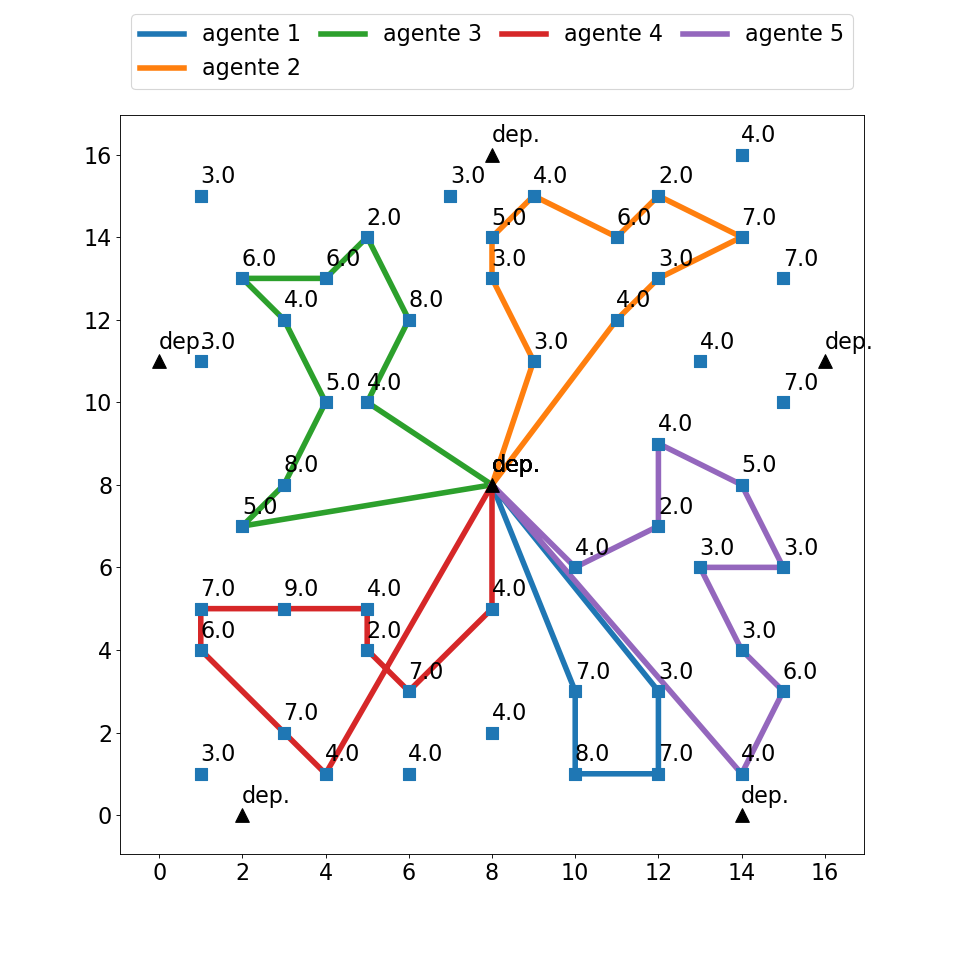 agente 1 agente 3 agente 4 agente 5
agente 2
dep. 4.0
16
3.0 3.0 4.0 2.0
2.0 5.0 6.0 7.0
14
6.0 6.0 3.0 3.0 7.0
4.0 8.0 4.0
12
dep. 3.0 3.0 4.0 dep.
5.0 4.0 7.0
10
4.0
8.0 dep. 5.0
8
5.0 2.0
4.0 3.0 3.0
6
7.0 9.0 4.0 4.0
6.0 2.0 3.0
4
7.0 7.0 3.0 6.0
7.0 4.0
2
3.0 4.0 4.0 8.0 7.0 4.0
dep. dep.
0
0 2 4 6 8 10 12 14 16